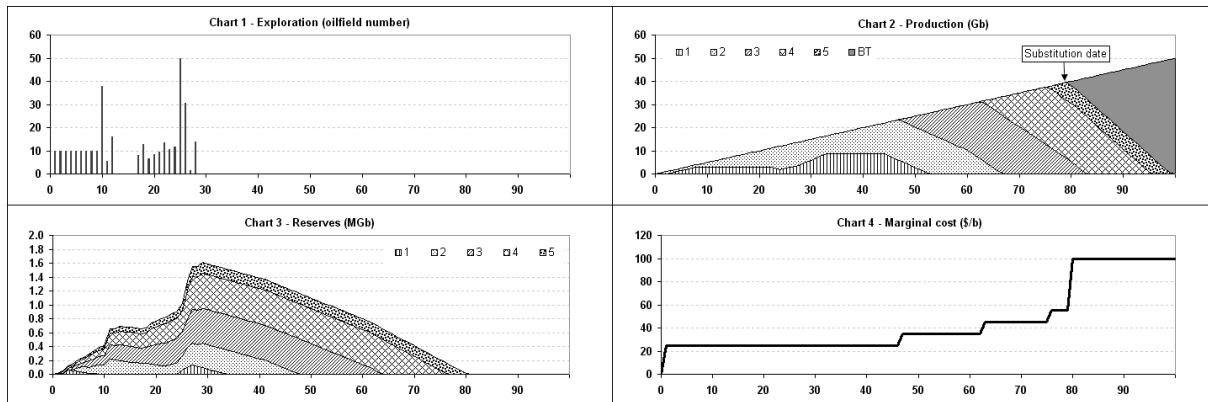 Chart 1 - Exploration (oilfield number)
60
50
40
30
20
10
0
0 10 20 30 40 50 60 70 80 90
Chart 2 - Production (Gb)
60
50
40
30
20
10
0
1 2 3 4 5 BT
Substitution date
0 10 20 30 40 50 60 70 80 90
Chart 3 - Reserves (MGb)
2.0
1.8
1.6
1.4
1.2
1.0
0.8
0.6
0.4
0.2
0.0
1 2 3 4 5
0 10 20 30 40 50 60 70 80 90
Chart 4 - Marginal cost ($/b)
120
100
80
60
40
20
0
0 10 20 30 40 50 60 70 80 90